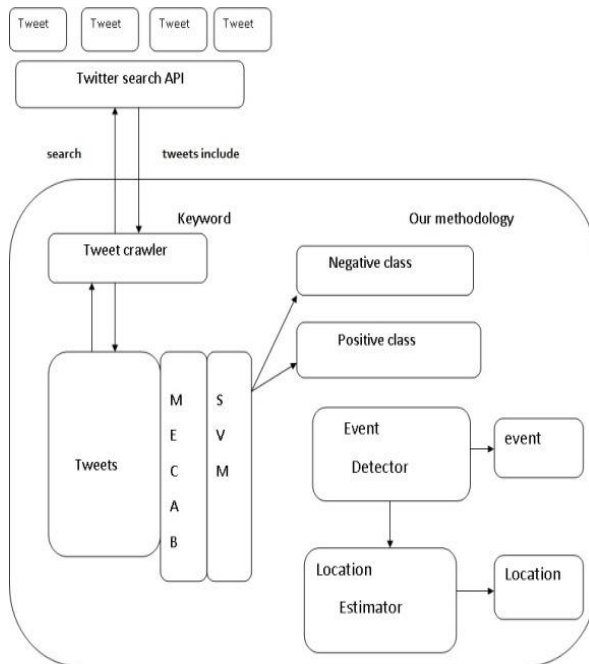 Tweet Tweet Tweet Tweet
Twitter search API
search tweets include
Keyword Our methodology
Tweet crawler
Negative class
Positive class
Tweets
M
E
C
A
B
S
V
M
Event
Detector
event
Location
Estimator
Location